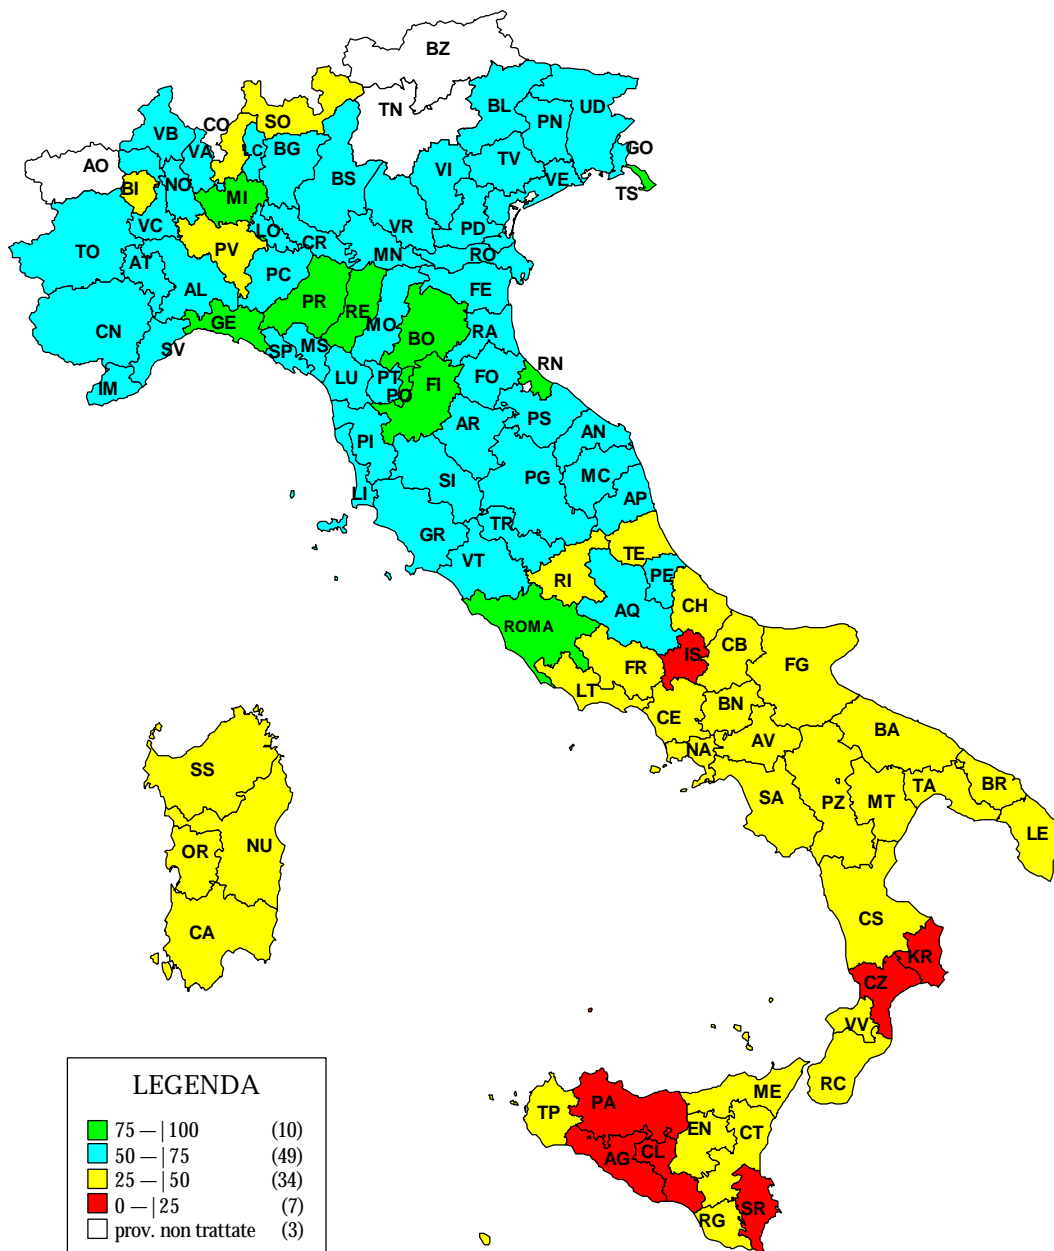 BZ
TN
BL
UD
PN
SO
CO
VB
VA
LC
BG
BS
VI
TV
GO
VE
TS
AO
BI
NO
MI
VC
TO
AT
PV
LO
CR
VR
MN
PD
RO
PC
AL
PR
RE
MO
FE
GE
CN
SV
SP
MS
BO
RA
IM
LU
PT
PO
FI
FO
RN
PS
AN
AR
PI
SI
PG
MC
LI
AP
GR
TR
VT
TE
RI
PE
AQ
CH
ROMA
IS
CB
FR
FG
LT
CE
BN
NA
AV
BA
SS
SA
PZ
MT
TA
BR
LE
OR
NU
CA
CS
KR
CZ
VV
RC
ME
TP
PA
EN
CT
AG
CL
RG
SR
LEGENDA
75 —| 100 (10)
50 —| 75 (49)
25 —| 50 (34)
0 —| 25 (7)
prov. non trattate (3)